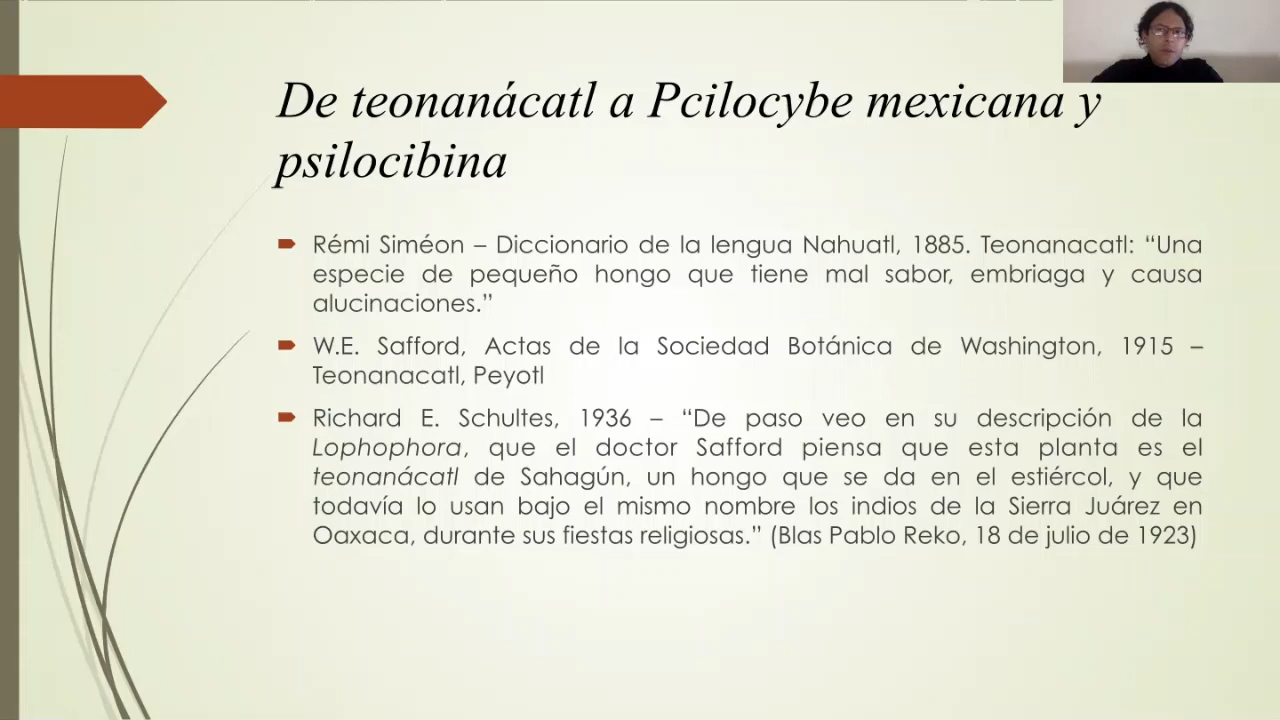 De teonanácatl a Pcilocybe mexicana y
psilocibina
Rémi Siméon – Diccionario de la lengua Nahuatl, 1885. Teonanacatl: “Una
especie de pequeño hongo que tiene mal sabor, embriaga y causa
alucinaciones.”
W.E. Safford, Actas de la Sociedad Botánica de Washington, 1915 –
Teonanacatl, Peyotl
Richard E. Schultes, 1936 – “De paso veo en su descripción de la
Lophophora, que el doctor Safford piensa que esta planta es el
teonanácatl de Sahagún, un hongo que se da en el estiércol, y que
todavía lo usan bajo el mismo nombre los indios de la Sierra Juárez en
Oaxaca, durante sus fiestas religiosas.” (Blas Pablo Reko, 18 de julio de 1923)